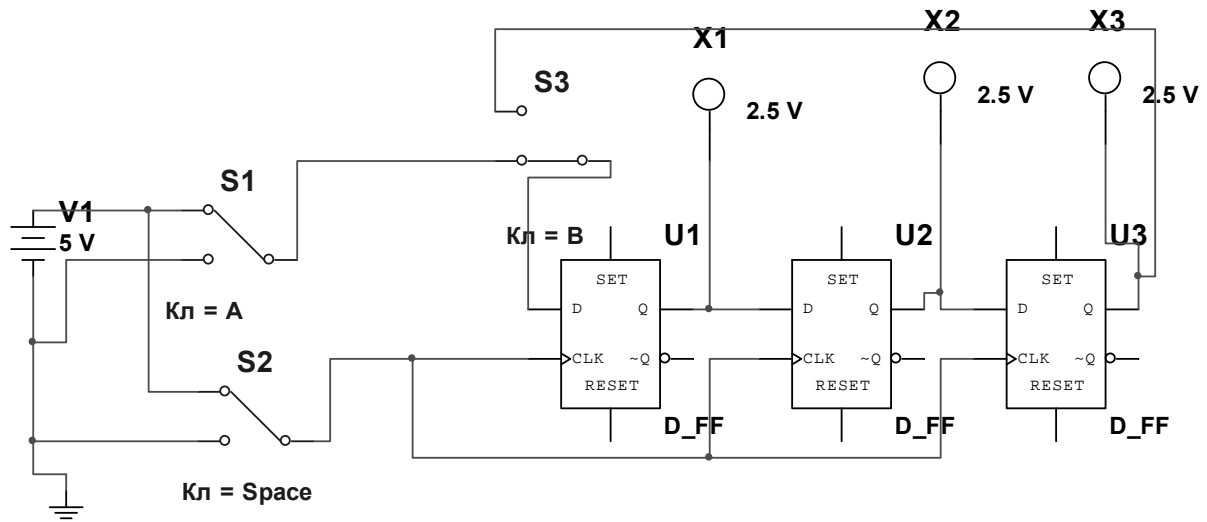 X1
X2
X3
S3
2.5 V
2.5 V
2.5 V
S1
V1
5 V
Кл = B
U1
U2
U3
SET
SET
SET
D
Q
D
Q
D
Q
Кл = A
S2
CLK
~Q
CLK
~Q
CLK
~Q
RESET
RESET
RESET
D_FF
D_FF
D_FF
Кл = Space